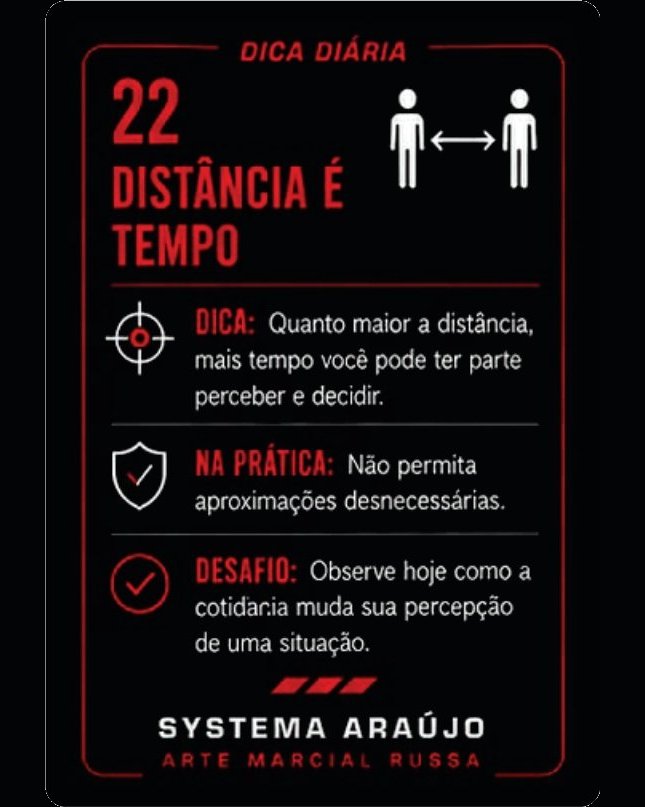 DICA DIÁRIA
22
DISTÂNCIA É
TEMPO
DICA: Quanto maior a distância,
mais tempo você pode ter parte
perceber e decidir.
NA PRÁTICA: Não permita
aproximações desnecessárias.
DESAFIO: Observe hoje como a
cotidania muda sua percepção
de uma situação.
SYSTEMA ARAÚJO
ARTE MARCIAL RUSSA